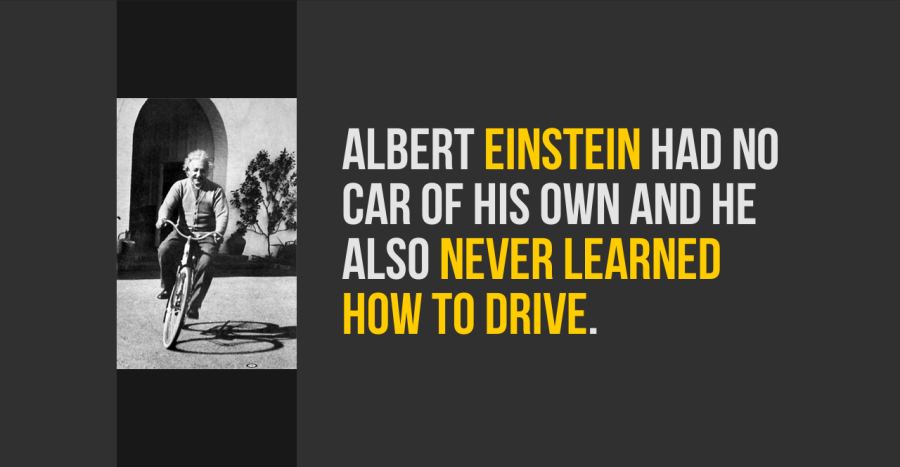 ALBERT EINSTEIN HAD NO
CAR OF HIS OWN AND HE
ALSO NEVER LEARNED
HOW TO DRIVE.